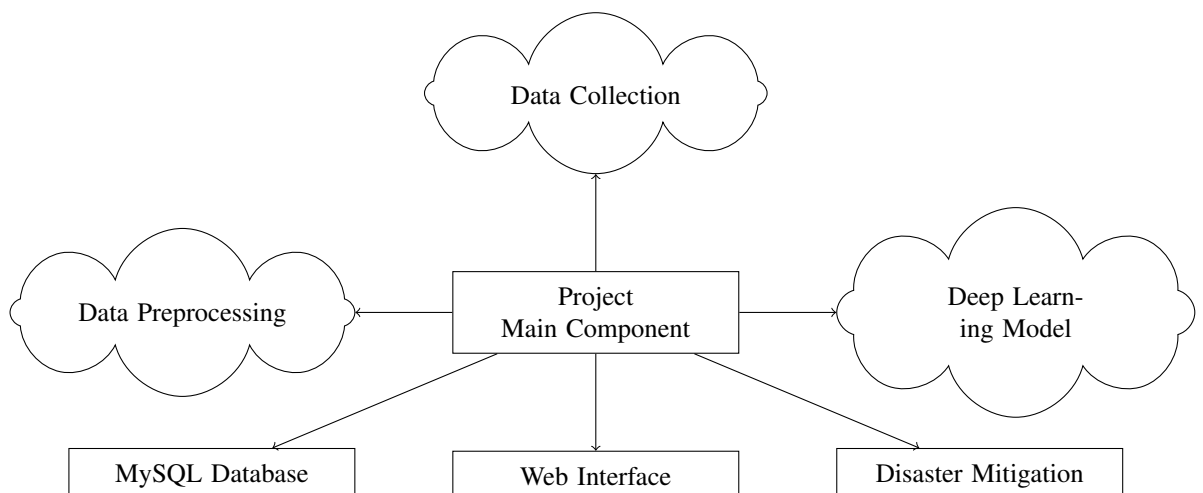 Data Collection
Data Preprocessing
Project
Main Component
Deep Learn-
ing Model
MySQL Database
Web Interface
Disaster Mitigation